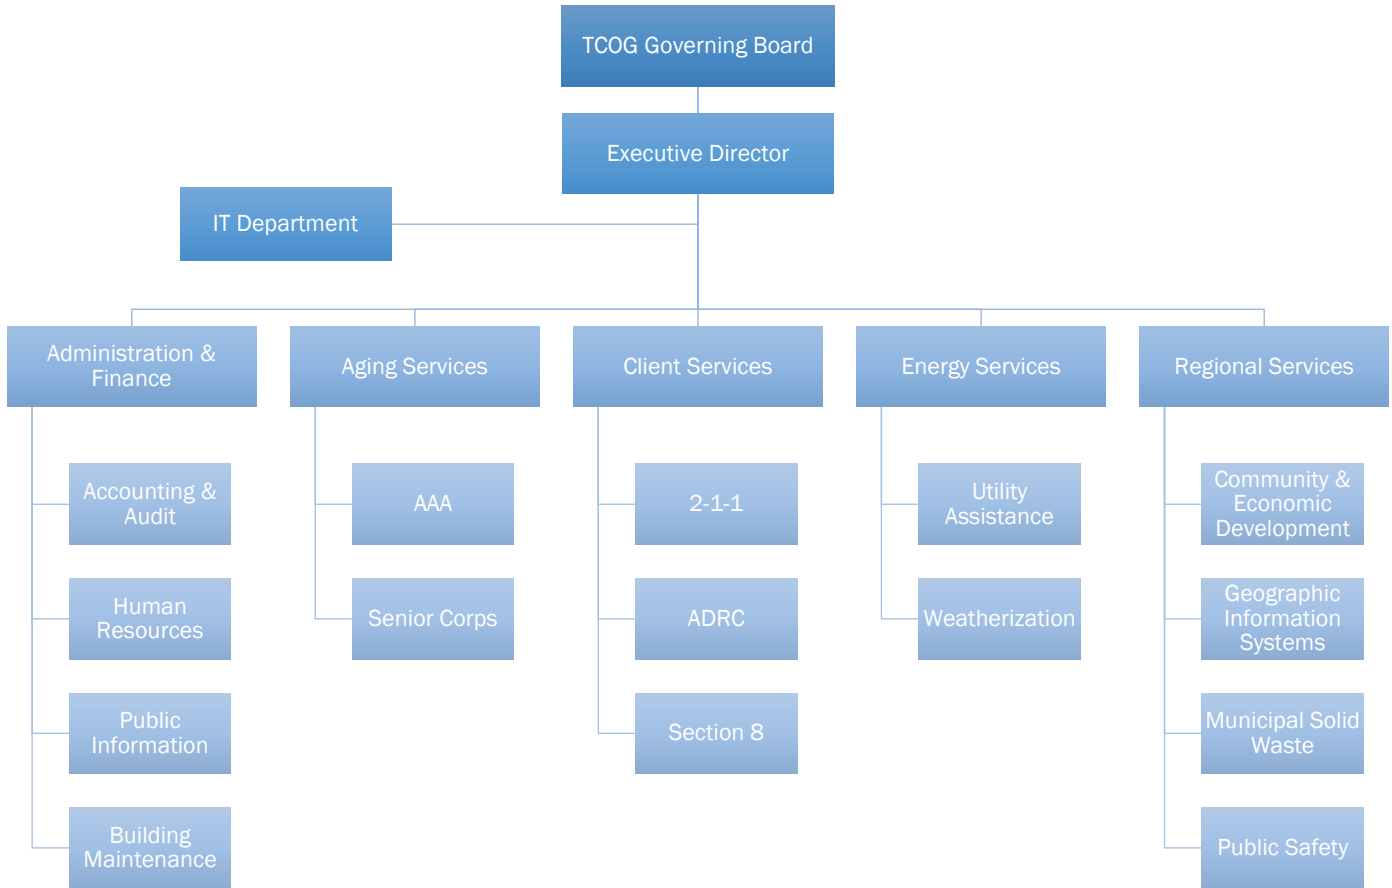 TCOG Governing Board
Executive Director
IT Department
Administration &
Finance
Aging Services
Client Services
Energy Services
Regional Services
Accounting &
Audit
Human
Resources
Public
Information
Building
Maintenance
AAA
Senior Corps
2-1-1
ADRC
Section 8
Utility
Assistance
Weatherization
Community &
Economic
Development
Geographic
Information
Systems
Municipal Solid
Waste
Public Safety